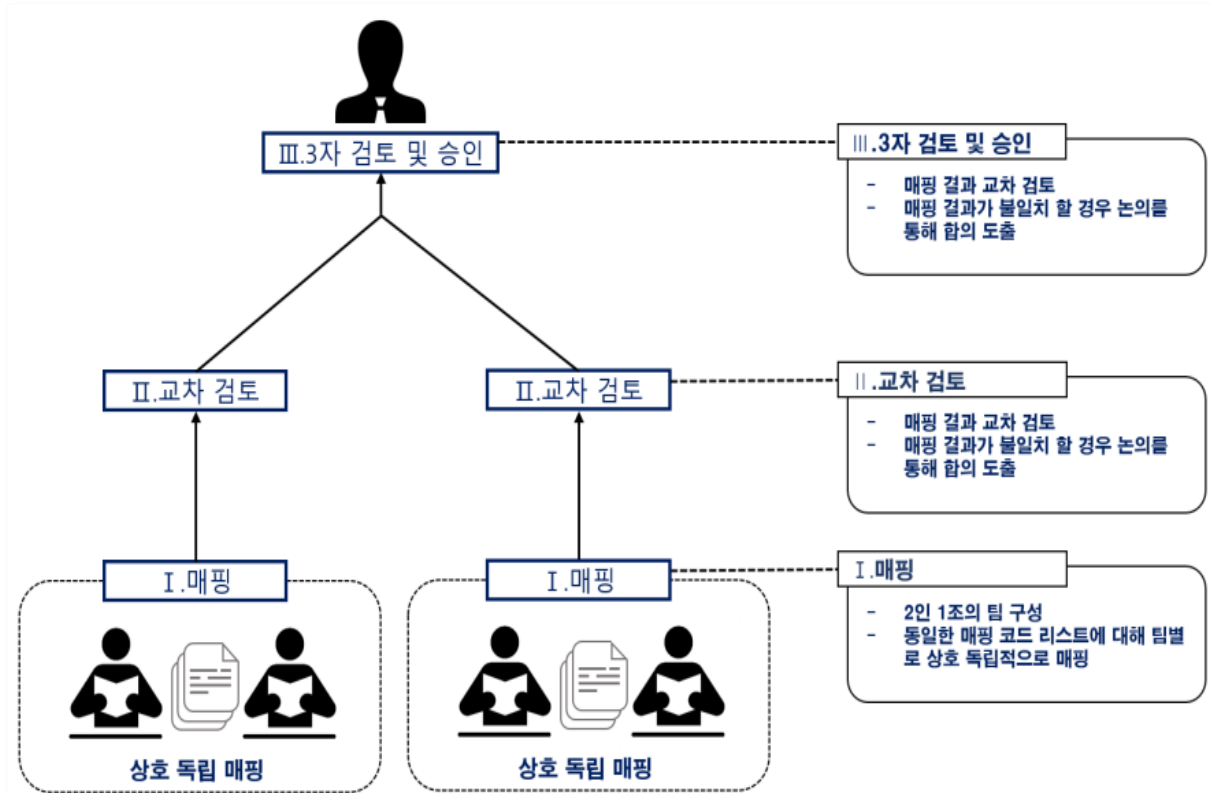 Ⅲ.3자 검토 및 승인
Ⅲ.3자 검토 및 승인
- 매핑 결과 교차 검토
- 매핑 결과가 불일치 할 경우 논의를
통해 합의 도출
Ⅱ.교차 검토
Ⅱ.교차 검토
Ⅱ.교차 검토
- 매핑 결과 교차 검토
- 매핑 결과가 불일치 할 경우 논의를
통해 합의 도출
Ⅰ.매핑
Ⅰ.매핑
Ⅰ.매핑
- 2인 1조의 팀 구성
- 동일한 매핑 코드 리스트에 대해 팀별
로 상호 독립적으로 매핑
상호 독립 매핑
상호 독립 매핑